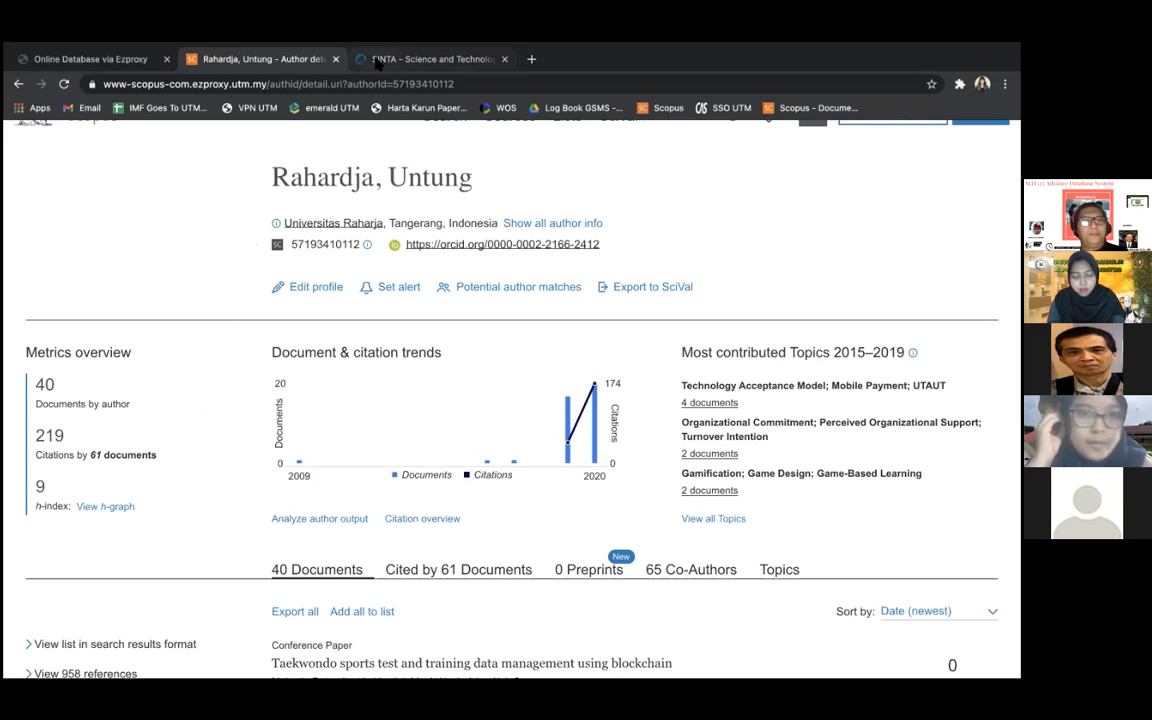 Online Database via Ezproxy
Rahardja, Untung - Author det
SINTA - Science and Technolo
www-scopus-com.ezproxy.utm.my/authid/detail.uri?authorId=57193410112
Apps
Email
IMF Goes To UTM...
VPN UTM
emerald UTM
Harta Karun Paper...
WOS
Log Book GSMS -...
Scopus
SSO UTM
Scopus - Docume...
Rahardja, Untung
Universitas Raharja, Tangerang, Indonesia Show all author info
SC 57193410112 https://orcid.org/0000-0002-2166-2412
Edit profile Set alert Potential author matches Export to SciVal
Metrics overview
40
Documents by author
219
Citations by 61 documents
9
h-index: View h-graph
Document & citation trends
20
174
Documents
Citations
0
0
2009
Documents Citations
2020
Analyze author output Citation overview
Most contributed Topics 2015–2019
Technology Acceptance Model; Mobile Payment; UTAUT
4 documents
Organizational Commitment; Perceived Organizational Support;
Turnover Intention
2 documents
Gamification; Game Design; Game-Based Learning
2 documents
View all Topics
New
40 Documents Cited by 61 Documents 0 Preprints 65 Co-Authors Topics
Export all Add all to list
Sort by: Date (newest)
View list in search results format
View 958 references
Conference Paper
Taekwondo sports test and training data management using blockchain
0
Advance Database System